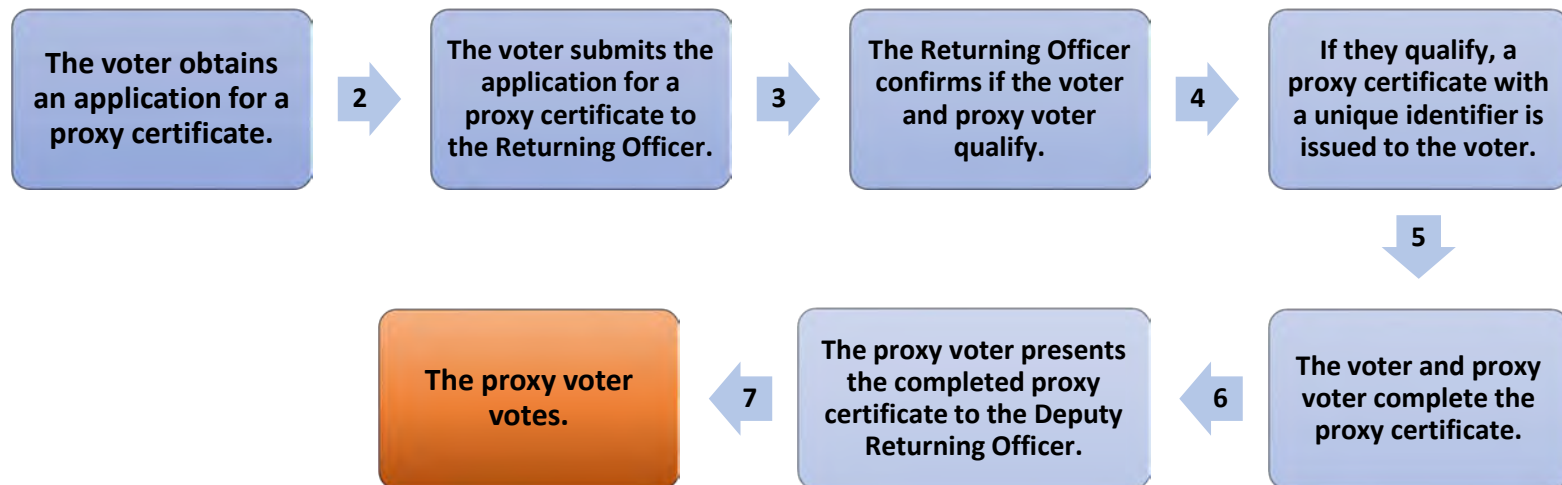 The voter obtains
an application for a
proxy certificate.
2
The voter submits the
application for a
proxy certificate to
the Returning Officer.
3
The Returning Officer
confirms if the voter
and proxy voter
qualify.
4
If they qualify, a
proxy certificate with
a unique identifier is
issued to the voter.
5
The voter and proxy
voter complete the
proxy certificate.
6
The proxy voter presents
the completed proxy
certificate to the Deputy
Returning Officer.
7
The proxy voter
votes.